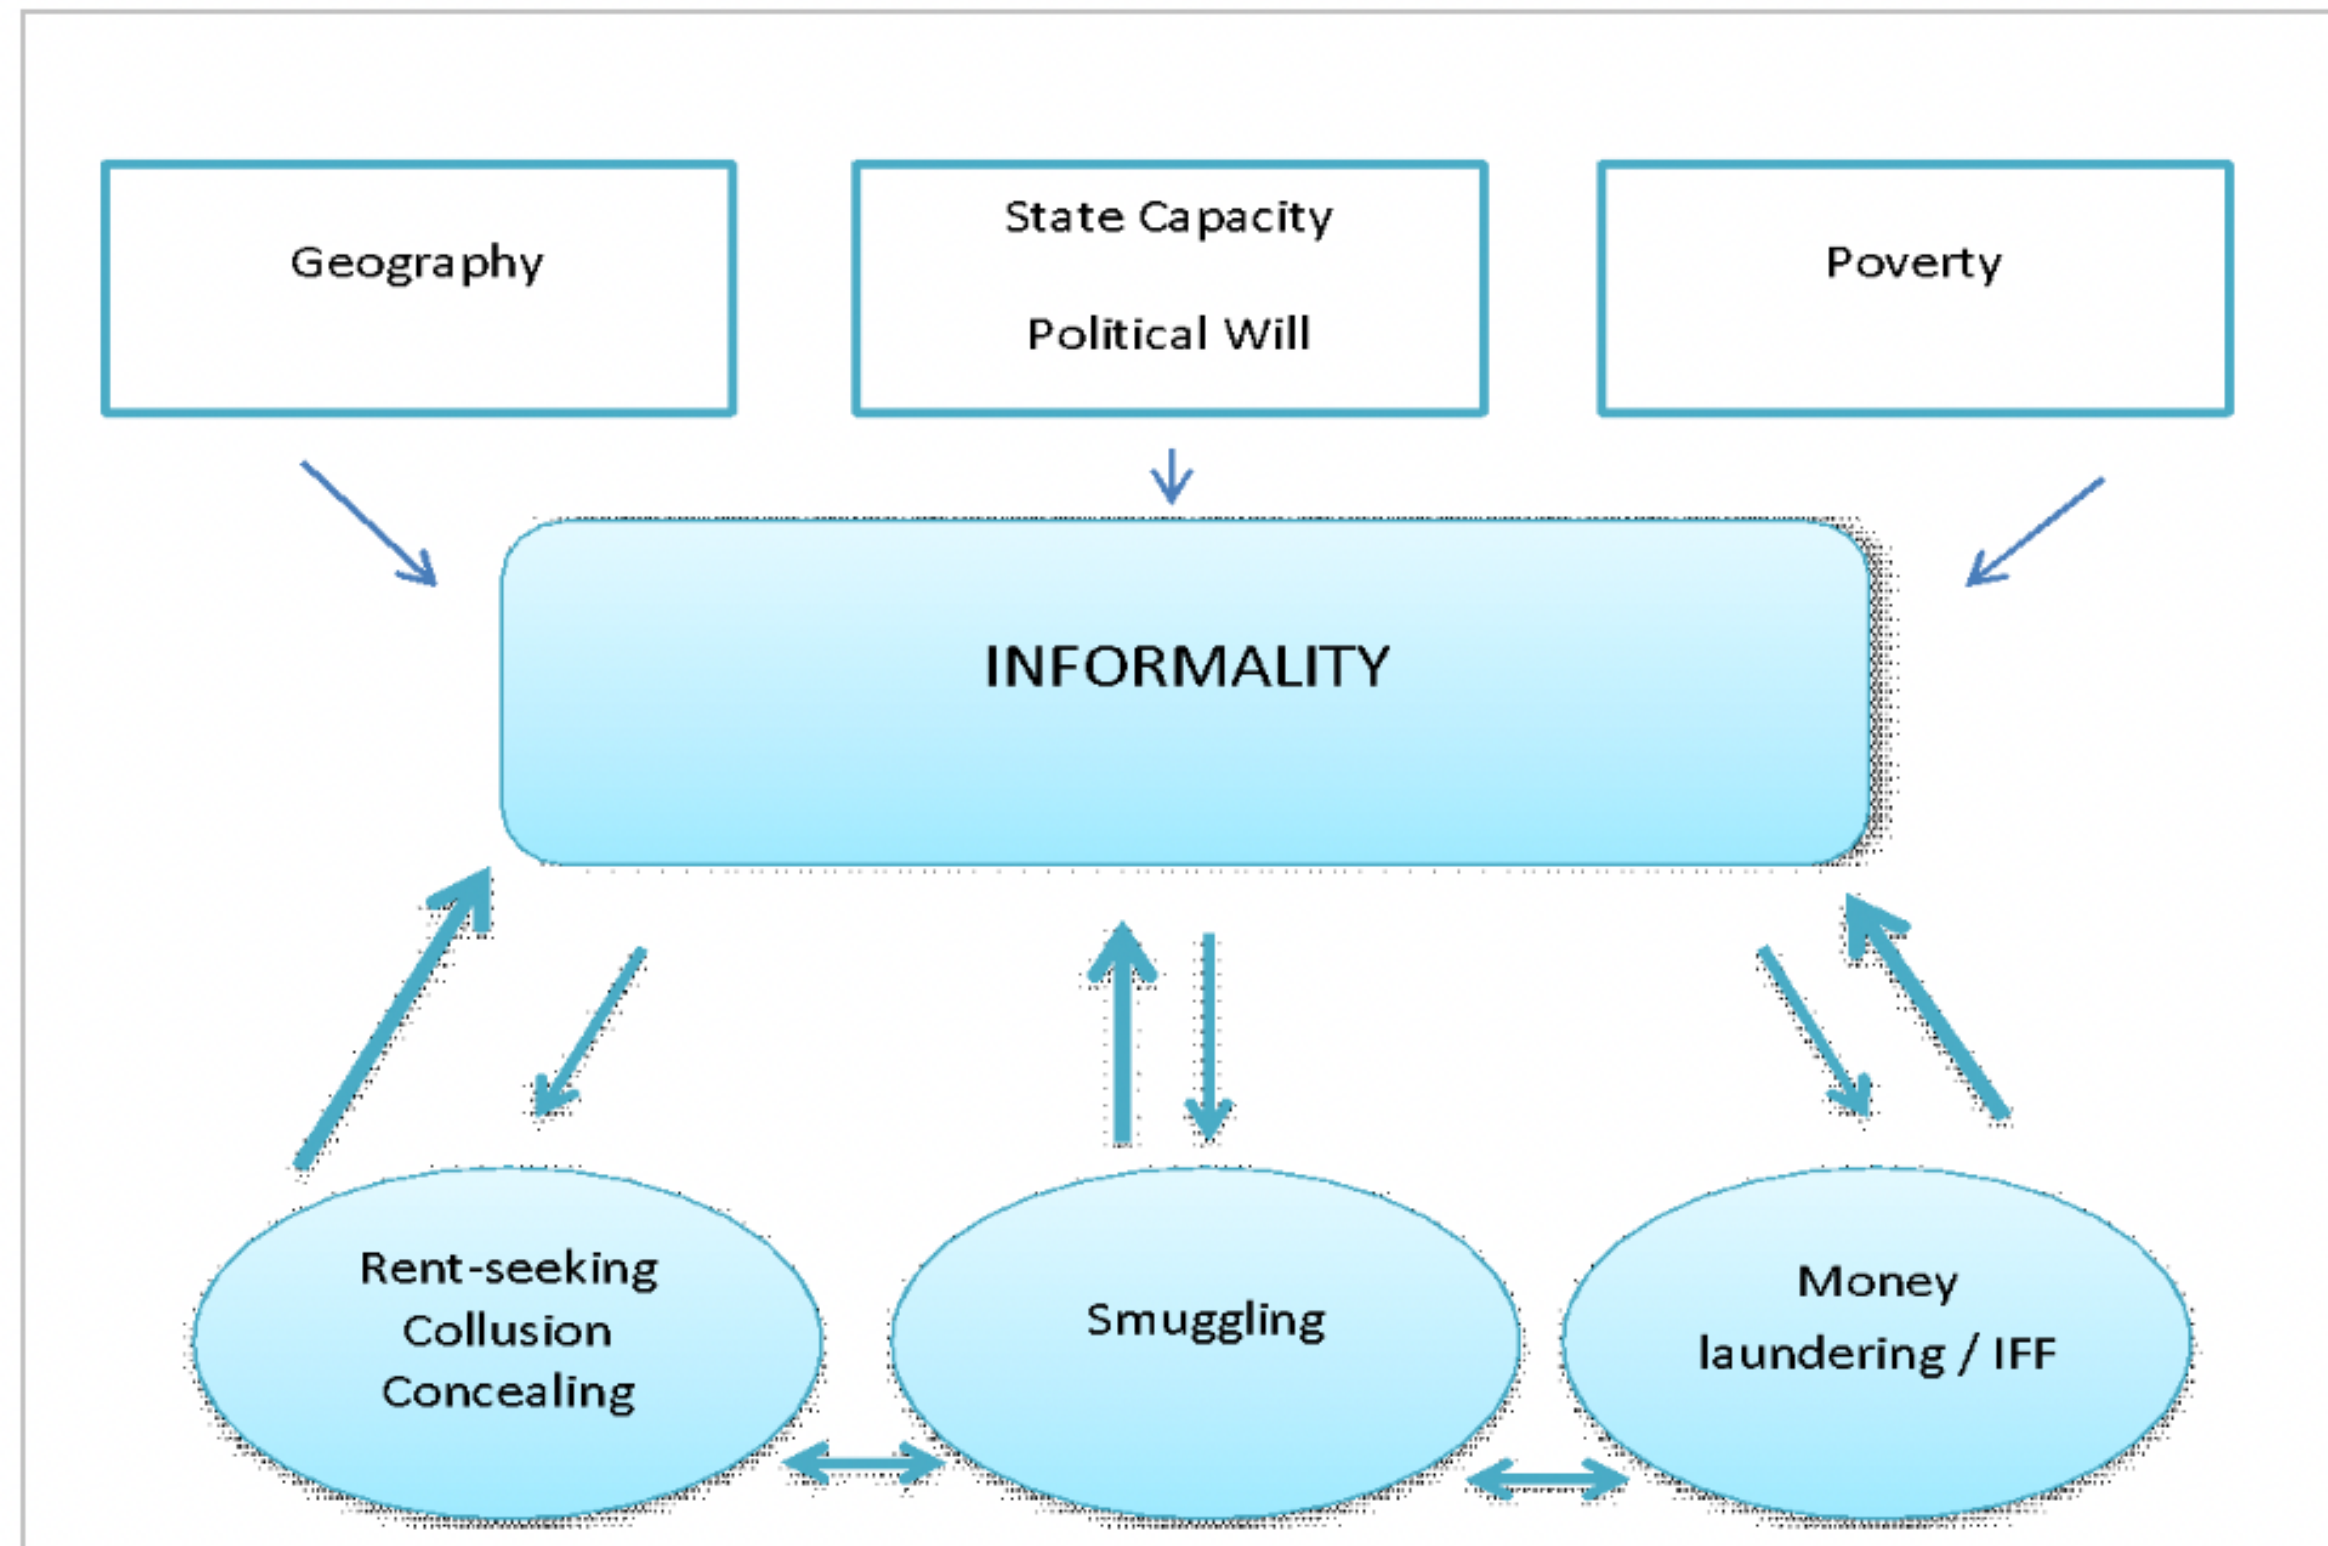 Geography
State Capacity
Political Will
Poverty
INFORMALITY
Rent-seeking
Collusion
Concealing
Smuggling
Money
laundering / IFF